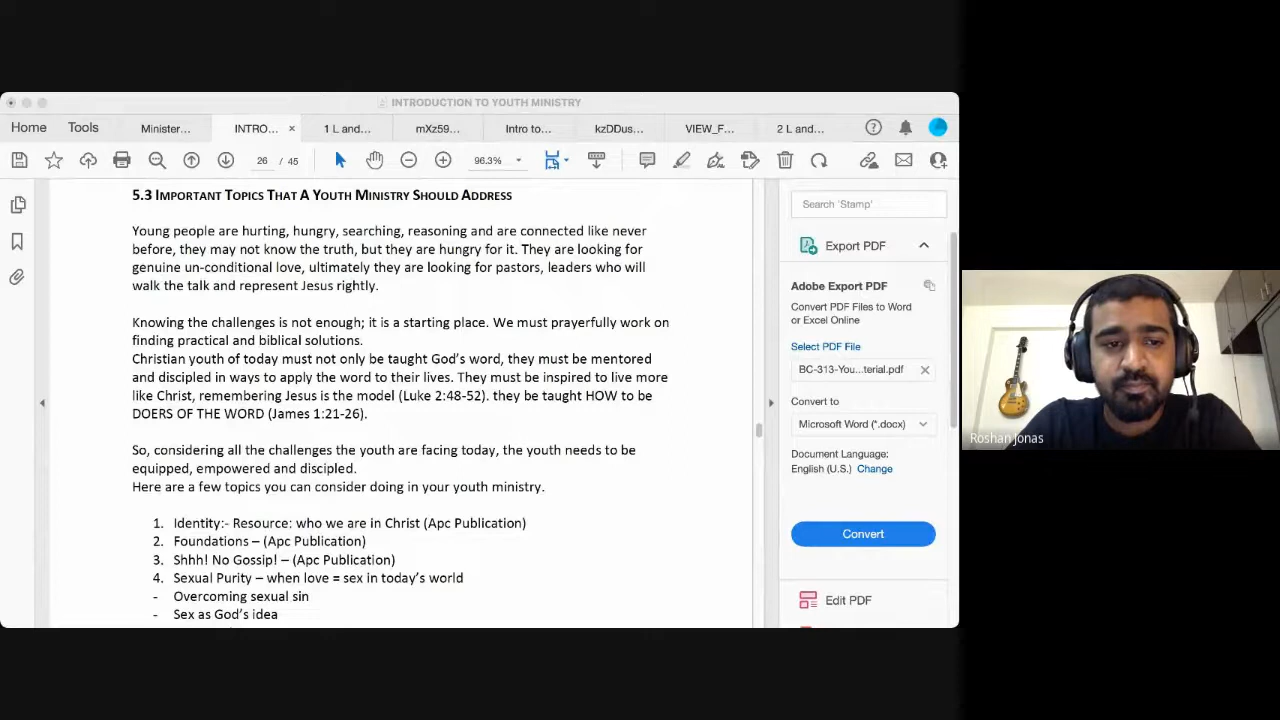 INTRODUCTION TO YOUTH MINISTRY
Home
Tools
Minister...
INTRO...
1 L and...
mXz59...
Intro to...
kzDDus...
VIEW_F...
2 L and...
26 / 45
96.3%
5.3 IMPORTANT TOPICS THAT A YOUTH MINISTRY SHOULD ADDRESS
Young people are hurting, hungry, searching, reasoning and are connected like never
before, they may not know the truth, but they are hungry for it. They are looking for
genuine un-conditional love, ultimately they are looking for pastors, leaders who will
walk the talk and represent Jesus rightly.
Knowing the challenges is not enough; it is a starting place. We must prayerfully work on
finding practical and biblical solutions.
Christian youth of today must not only be taught God's word, they must be mentored
and discipled in ways to apply the word to their lives. They must be inspired to live more
like Christ, remembering Jesus is the model (Luke 2:48-52). they be taught HOW to be
DOERS OF THE WORD (James 1:21-26).
So, considering all the challenges the youth are facing today, the youth needs to be
equipped, empowered and discipled.
Here are a few topics you can consider doing in your youth ministry.
1. Identity:- Resource: who we are in Christ (Apc Publication)
2. Foundations – (Apc Publication)
3. Shhh! No Gossip! – (Apc Publication)
4. Sexual Purity – when love = sex in today's world
- Overcoming sexual sin
- Sex as God's idea
Search 'Stamp'
Export PDF
Adobe Export PDF
Convert PDF Files to Word
or Excel Online
Select PDF File
BC-313-You...terial.pdf
Convert to
Microsoft Word (*.docx)
Document Language:
English (U.S.) Change
Convert
Edit PDF
Roshan Jonas